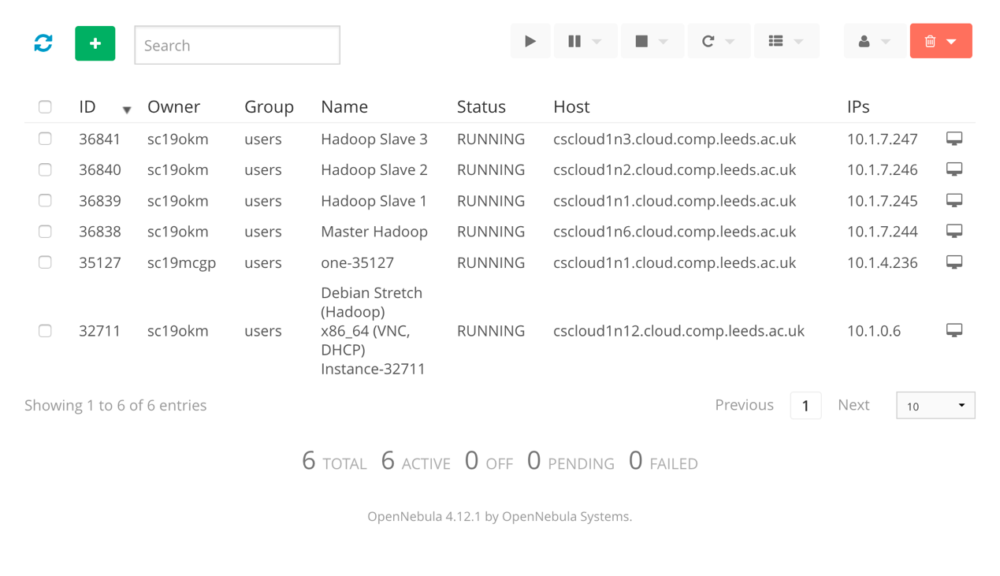 Search
ID Owner Group Name Status Host IPs
36841 sc19okm users Hadoop Slave 3 RUNNING cscloud1n3.cloud.comp.leeds.ac.uk 10.1.7.247
36840 sc19okm users Hadoop Slave 2 RUNNING cscloud1n2.cloud.comp.leeds.ac.uk 10.1.7.246
36839 sc19okm users Hadoop Slave 1 RUNNING cscloud1n1.cloud.comp.leeds.ac.uk 10.1.7.245
36838 sc19okm users Master Hadoop RUNNING cscloud1n6.cloud.comp.leeds.ac.uk 10.1.7.244
35127 sc19mcgp users one-35127 RUNNING cscloud1n1.cloud.comp.leeds.ac.uk 10.1.4.236
Debian Stretch
(Hadoop)
32711 sc19okm users x86_64 (VNC, RUNNING cscloud1n12.cloud.comp.leeds.ac.uk 10.1.0.6
DHCP)
Instance-32711
Showing 1 to 6 of 6 entries Previous 1 Next 10
6 TOTAL 6 ACTIVE 0 OFF 0 PENDING 0 FAILED
OpenNebula 4.12.1 by OpenNebula Systems.